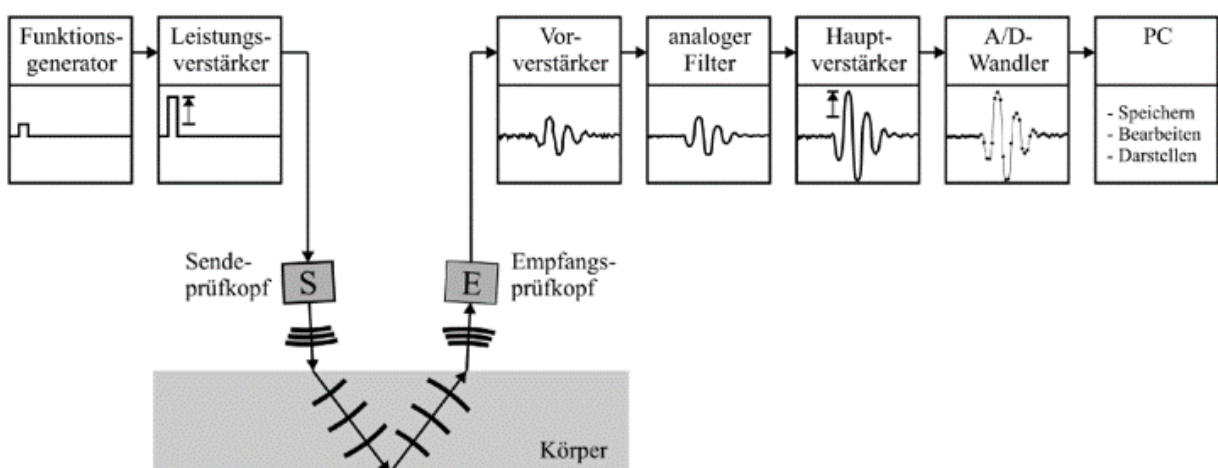 Funktions-
generator
Leistungs-
verstärker
Vor-
verstärker
analoger
Filter
Haupt-
verstärker
A/D-
Wandler
PC
- Speichern
- Bearbeiten
- Darstellen
Sende-
prüfkopf
S
E
Empfangs-
prüfkopf
Körper